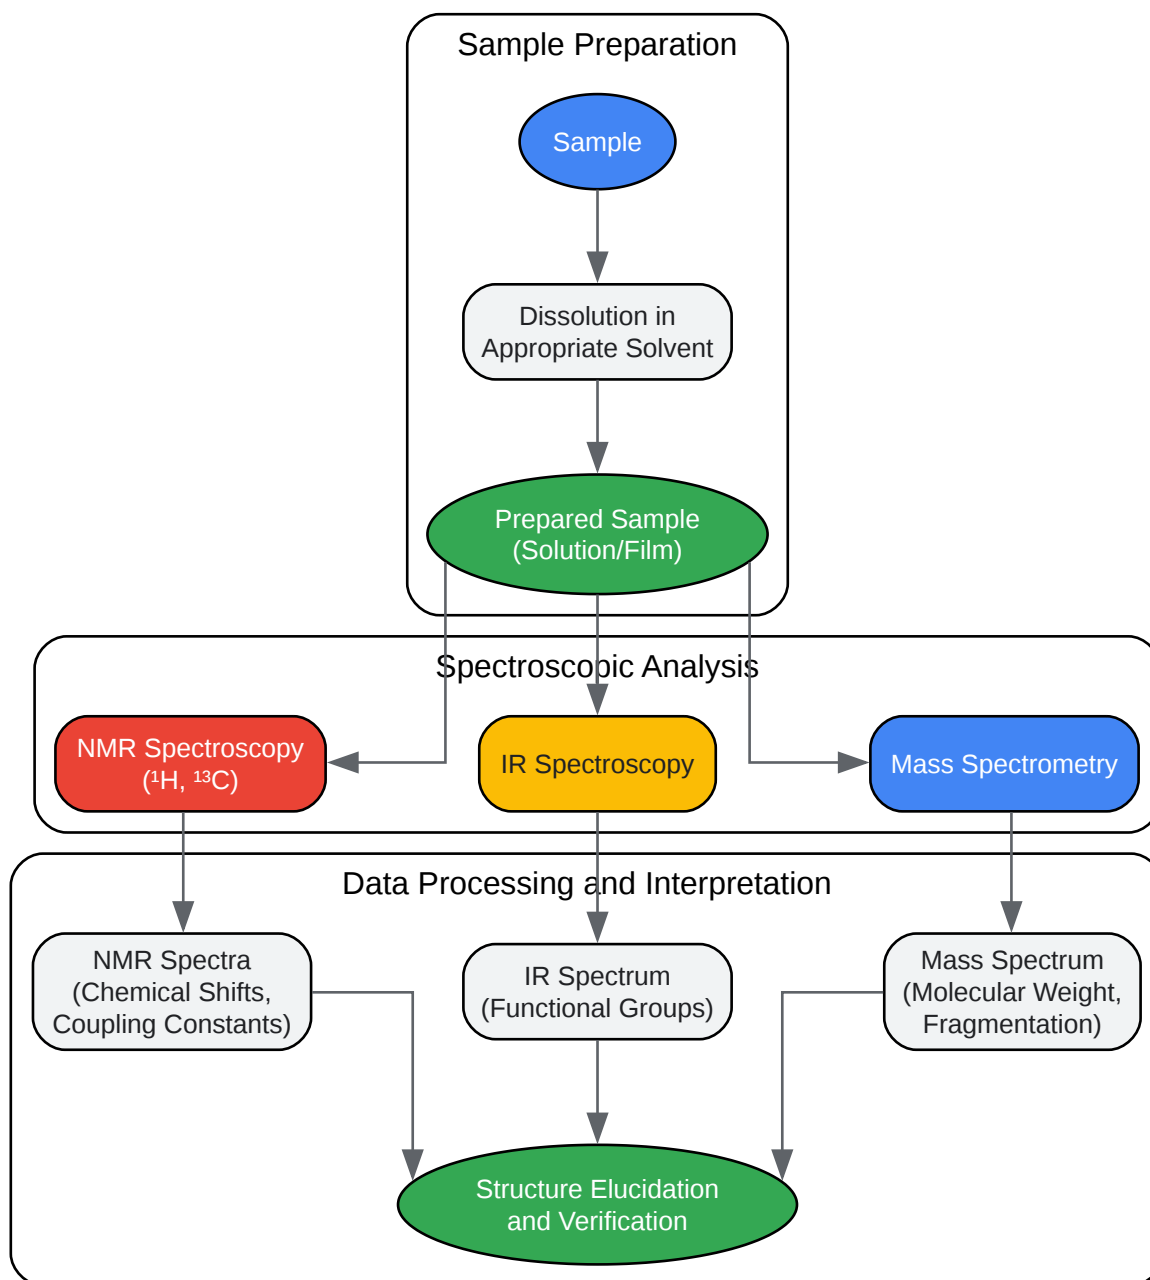 Sample Preparation
Sample
Dissolution in
Appropriate Solvent
Prepared Sample
(Solution/Film)
Spectroscopic Analysis
NMR Spectroscopy
(¹H, ¹³C)
IR Spectroscopy
Mass Spectrometry
Data Processing and Interpretation
NMR Spectra
(Chemical Shifts,
Coupling Constants)
IR Spectrum
(Functional Groups)
Mass Spectrum
(Molecular Weight,
Fragmentation)
Structure Elucidation
and Verification